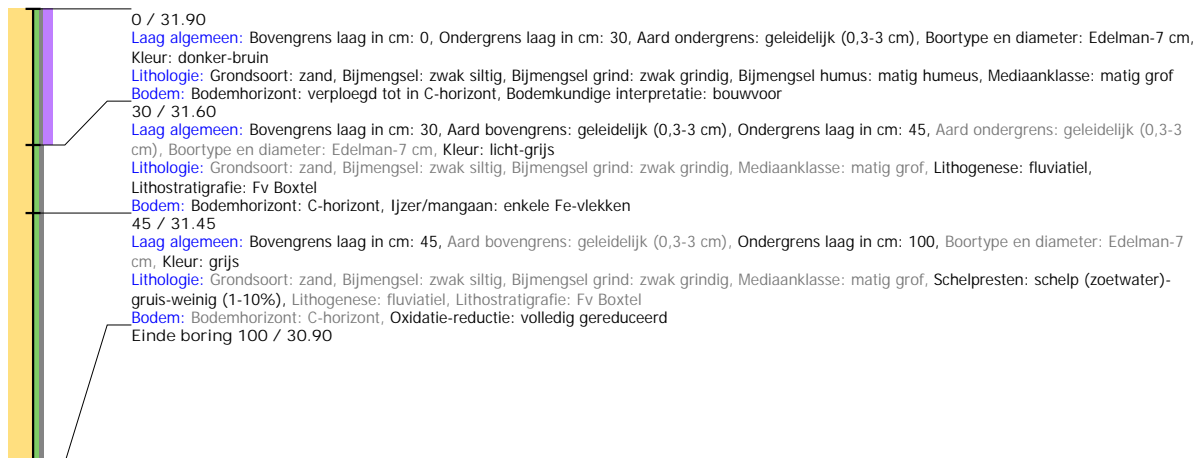 0 / 31.90
Laag algemeen: Bovengrens laag in cm: 0, Ondergrens laag in cm: 30, Aard ondergrens: geleidelijk (0,3-3 cm), Boortype en diameter: Edelman-7 cm,
Kleur: donker-bruin
Lithologie: Grondsoort: zand, Bijmengsel: zwak siltig, Bijmengsel grind: zwak grindig, Bijmengsel humus: matig humeus, Mediaanklasse: matig grof
Bodem: Bodemhorizont: verploegd tot in C-horizont, Bodemkundige interpretatie: bouwvoor
30 / 31.60
Laag algemeen: Bovengrens laag in cm: 30, Aard bovengrens: geleidelijk (0,3-3 cm), Ondergrens laag in cm: 45, Aard ondergrens: geleidelijk (0,3-3
cm), Boortype en diameter: Edelman-7 cm, Kleur: licht-grijs
Lithologie: Grondsoort: zand, Bijmengsel: zwak siltig, Bijmengsel grind: zwak grindig, Mediaanklasse: matig grof, Lithogenese: fluviatiel,
Lithostratigrafie: Fv Boxtel
Bodem: Bodemhorizont: C-horizont, Ijzer/mangaan: enkele Fe-vlekken
45 / 31.45
Laag algemeen: Bovengrens laag in cm: 45, Aard bovengrens: geleidelijk (0,3-3 cm), Ondergrens laag in cm: 100, Boortype en diameter: Edelman-7
cm, Kleur: grijs
Lithologie: Grondsoort: zand, Bijmengsel: zwak siltig, Bijmengsel grind: zwak grindig, Mediaanklasse: matig grof, Schelpresten: schelp (zoetwater)-
gruis-weinig (1-10%), Lithogenese: fluviatiel, Lithostratigrafie: Fv Boxtel
Bodem: Bodemhorizont: C-horizont, Oxidatie-reductie: volledig gereduceerd
Einde boring 100 / 30.90